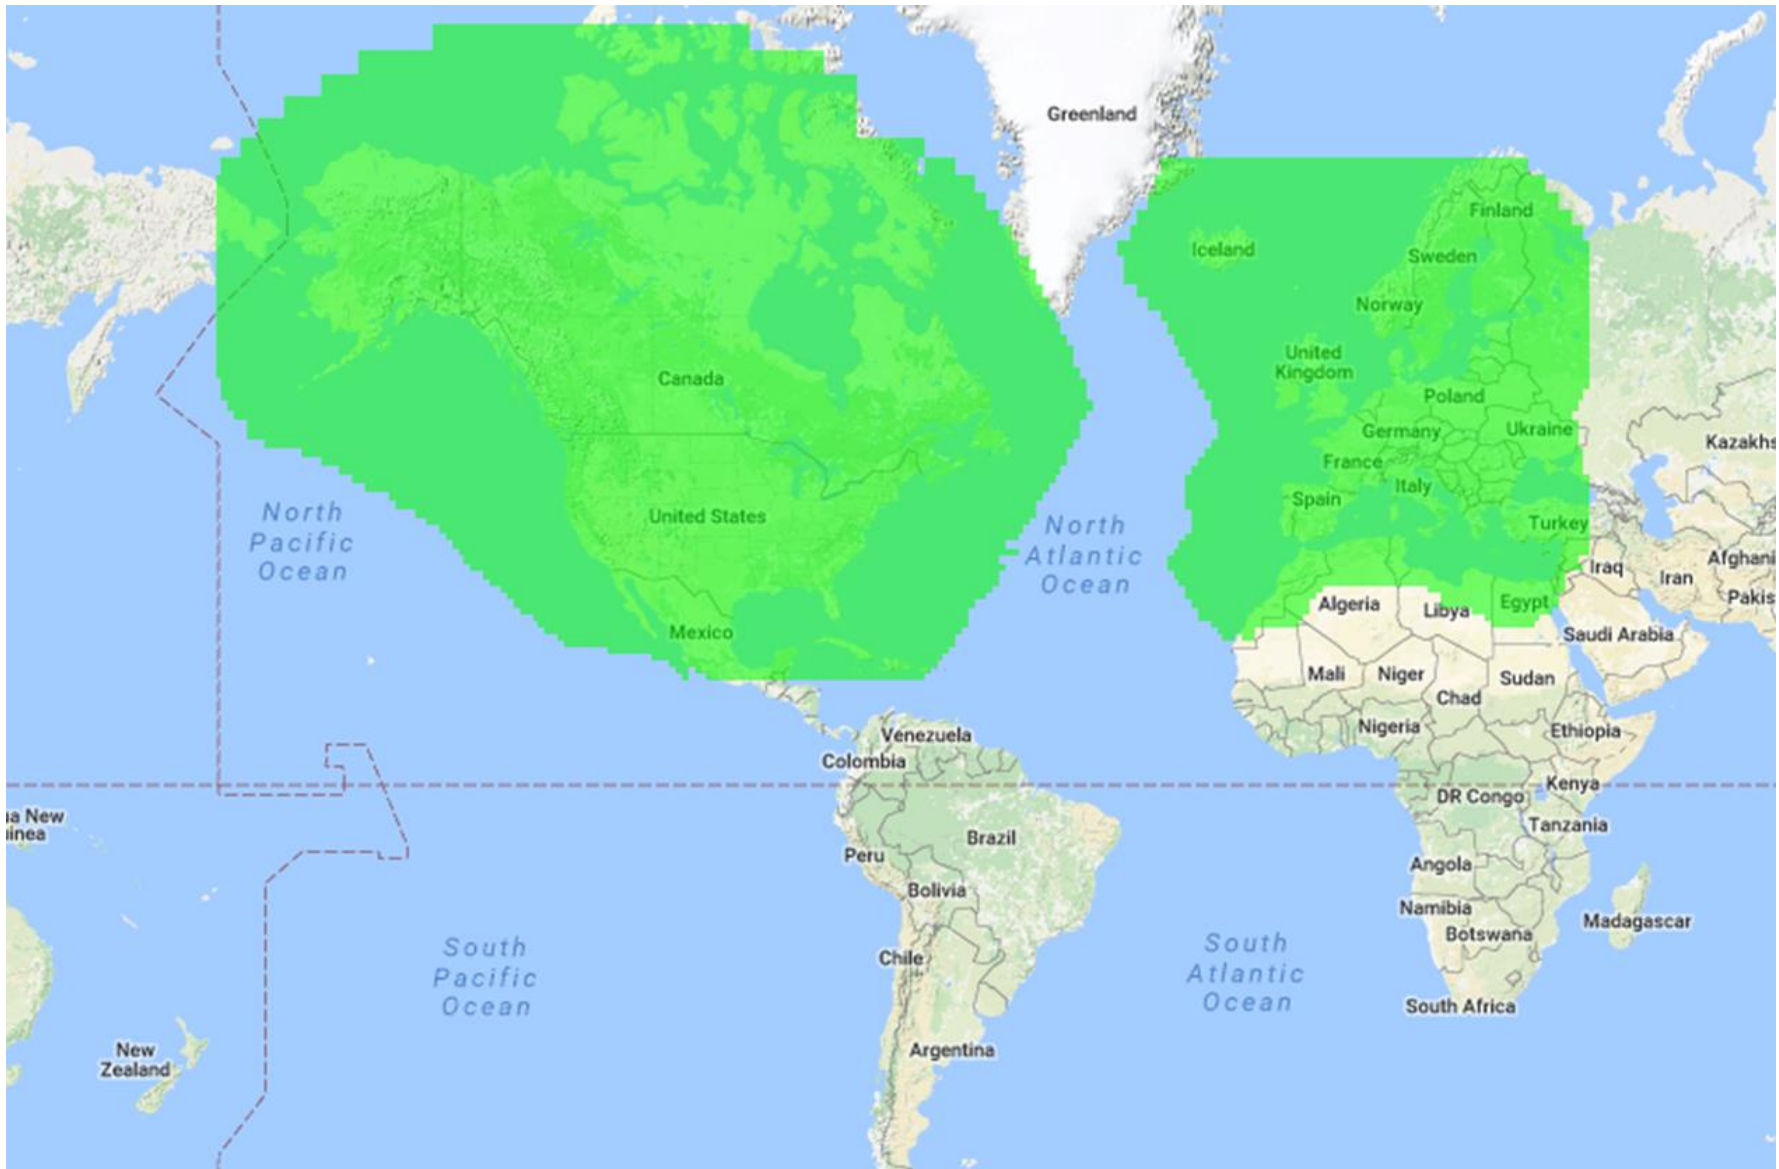 Greenland
Finland
Iceland
Sweden
Norway
United
Kingdom
Canada
Poland
Germany
Ukraine
Kazakhs
France
Italy
Spain
United States
Turkey
North
Pacific
Ocean
North
Atlantic
Ocean
Afghani
Iraq
Iran
Pakis
Algeria
Libya
Egypt
Mexico
Saudi Arabia
Mali
Niger
Sudan
Chad
Nigeria
Ethiopia
Venezuela
Colombia
Kenya
DR Congo
ua New
uinea
Tanzania
Brazil
Peru
Angola
Bolivia
Namibia
Madagascar
Botswana
South
Pacific
Ocean
Chile
South
Atlantic
Ocean
South Africa
New
Zealand
Argentina